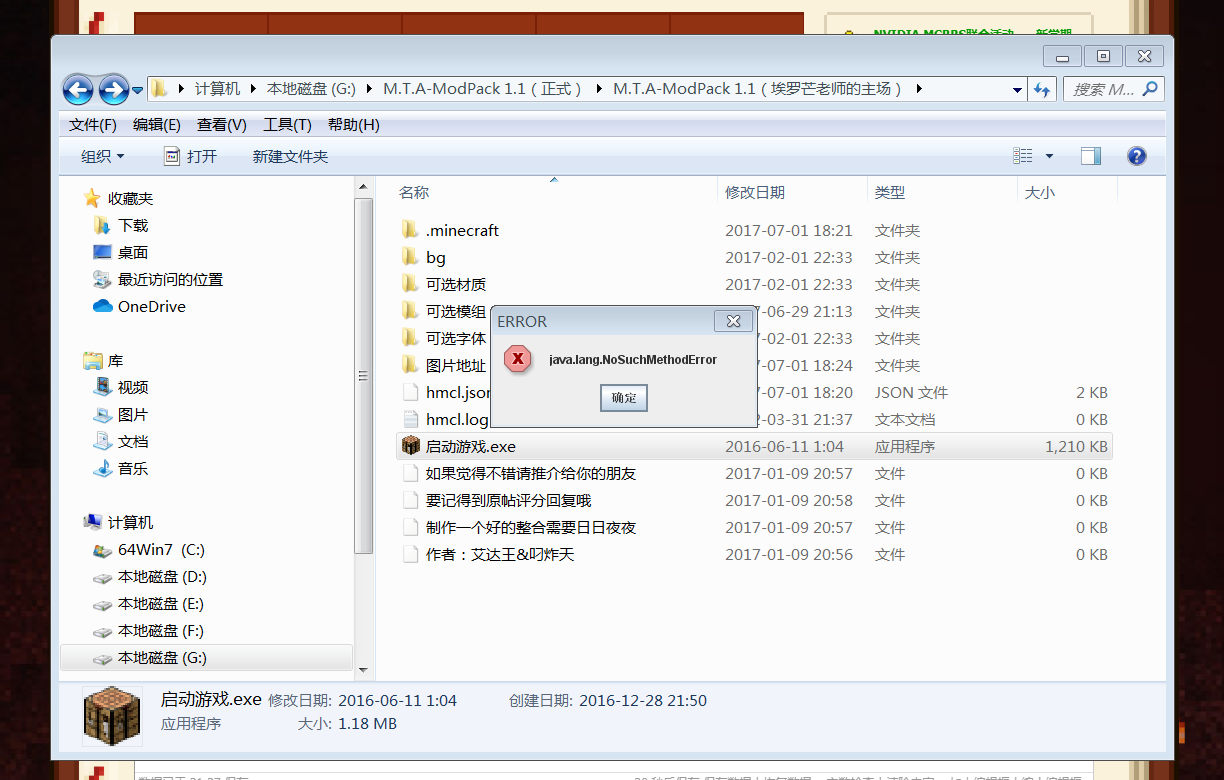 NVIDIA MCBBS联合活动
新学期
计算机 本地磁盘 (G:) M.T.A-ModPack 1.1（正式） M.T.A-ModPack 1.1（埃罗芒老师的主场）
搜索 M...
文件(F) 编辑(E) 查看(V) 工具(T) 帮助(H)
组织 打开 新建文件夹
收藏夹
下载
桌面
最近访问的位置
OneDrive
库
视频
图片
文档
音乐
计算机
64Win7 (C:)
本地磁盘 (D:)
本地磁盘 (E:)
本地磁盘 (F:)
本地磁盘 (G:)
名称 修改日期 类型 大小
.minecraft 2017-07-01 18:21 文件夹
bg 2017-02-01 22:33 文件夹
可选材质 2017-02-01 22:33 文件夹
可选模组 -06-29 21:13 文件夹
可选字体 -02-01 22:33 文件夹
图片地址 -07-01 18:24 文件夹
hmcl.json -07-01 18:20 JSON 文件 2 KB
hmcl.log -03-31 21:37 文本文档 0 KB
启动游戏.exe 2016-06-11 1:04 应用程序 1,210 KB
如果觉得不错请推介给你的朋友 2017-01-09 20:57 文件 0 KB
要记得到原帖评分回复哦 2017-01-09 20:58 文件 0 KB
制作一个好的整合需要日日夜夜 2017-01-09 20:57 文件 0 KB
作者：艾达王&叼炸天 2017-01-09 20:56 文件 0 KB
ERROR
java.lang.NoSuchMethodError
确定
启动游戏.exe 修改日期: 2016-06-11 1:04 创建日期: 2016-12-28 21:50
应用程序 大小: 1.18 MB